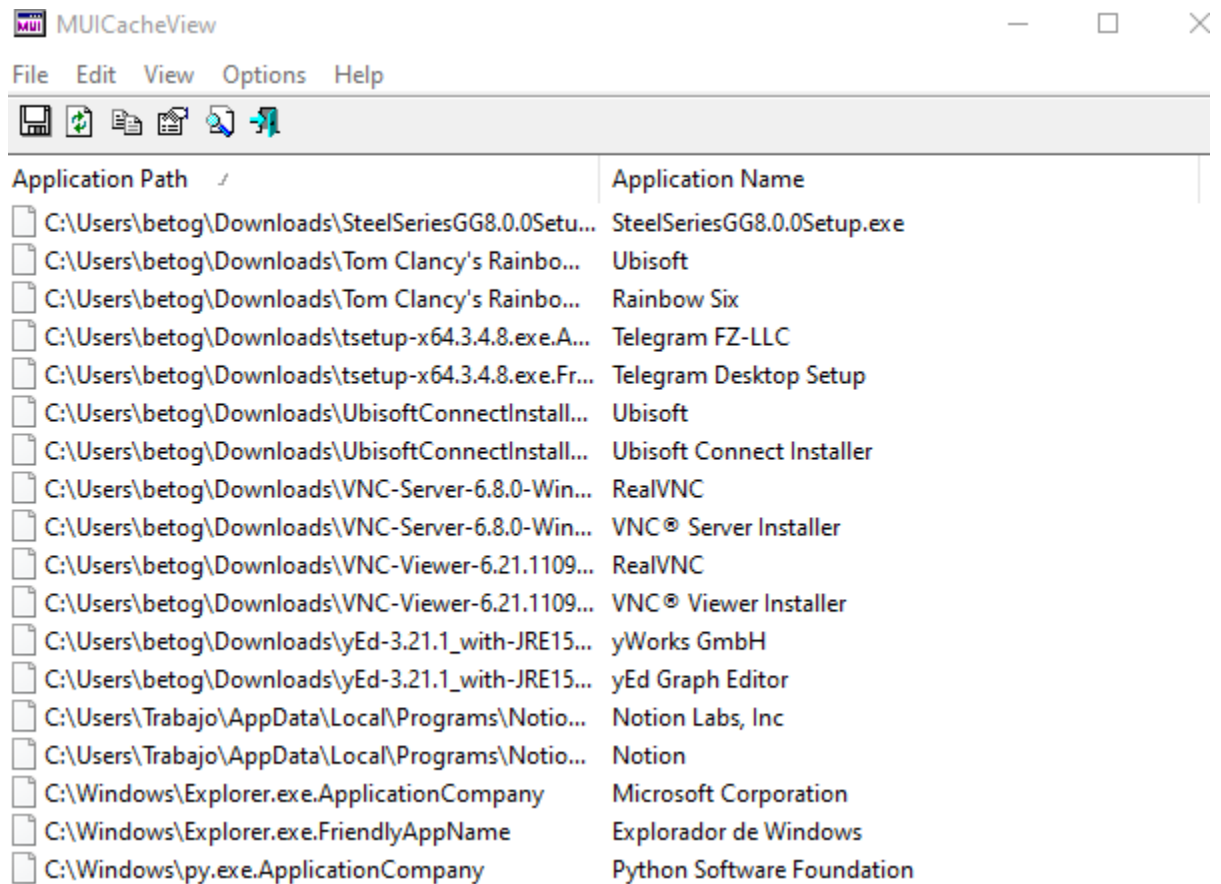 MUICacheView
File Edit View Options Help
Application Path Application Name
C:\Users\betog\Downloads\SteelSeriesGG8.0.0Setu... SteelSeriesGG8.0.0Setup.exe
C:\Users\betog\Downloads\Tom Clancy's Rainbo... Ubisoft
C:\Users\betog\Downloads\Tom Clancy's Rainbo... Rainbow Six
C:\Users\betog\Downloads\tsetup-x64.3.4.8.exe.A... Telegram FZ-LLC
C:\Users\betog\Downloads\tsetup-x64.3.4.8.exe.Fr... Telegram Desktop Setup
C:\Users\betog\Downloads\UbisoftConnectInstall... Ubisoft
C:\Users\betog\Downloads\UbisoftConnectInstall... Ubisoft Connect Installer
C:\Users\betog\Downloads\VNC-Server-6.8.0-Win... RealVNC
C:\Users\betog\Downloads\VNC-Server-6.8.0-Win... VNC® Server Installer
C:\Users\betog\Downloads\VNC-Viewer-6.21.1109... RealVNC
C:\Users\betog\Downloads\VNC-Viewer-6.21.1109... VNC® Viewer Installer
C:\Users\betog\Downloads\yEd-3.21.1_with-JRE15... yWorks GmbH
C:\Users\betog\Downloads\yEd-3.21.1_with-JRE15... yEd Graph Editor
C:\Users\Trabajo\AppData\Local\Programs\Notio... Notion Labs, Inc
C:\Users\Trabajo\AppData\Local\Programs\Notio... Notion
C:\Windows\Explorer.exe.ApplicationCompany Microsoft Corporation
C:\Windows\Explorer.exe.FriendlyAppName Explorador de Windows
C:\Windows\py.exe.ApplicationCompany Python Software Foundation